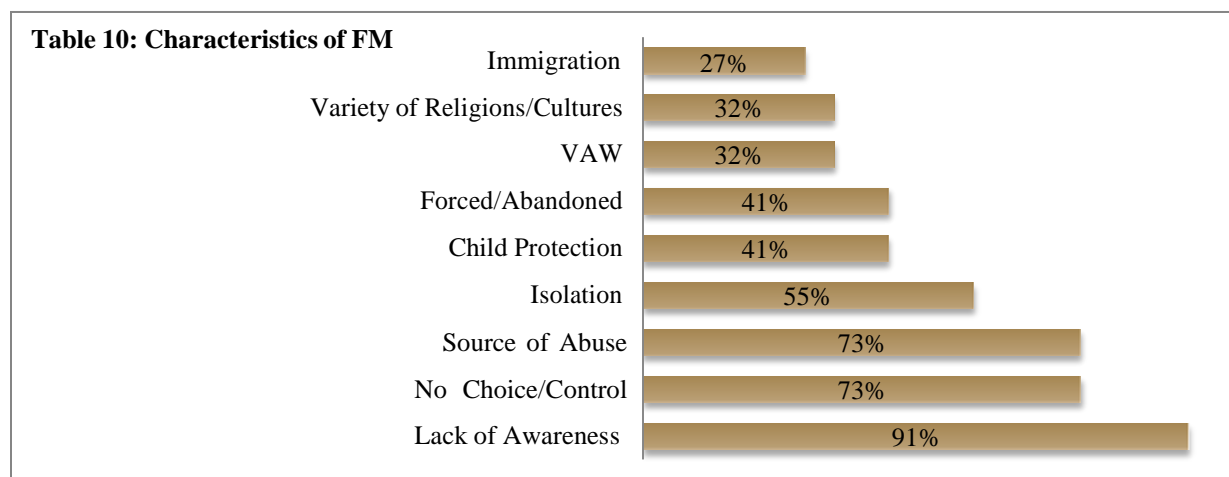 Table 10: Characteristics of FM
Immigration 27%
Variety of Religions/Cultures 32%
VAW 32%
Forced/Abandoned 41%
Child Protection 41%
Isolation 55%
Source of Abuse 73%
No Choice/Control 73%
Lack of Awareness 91%